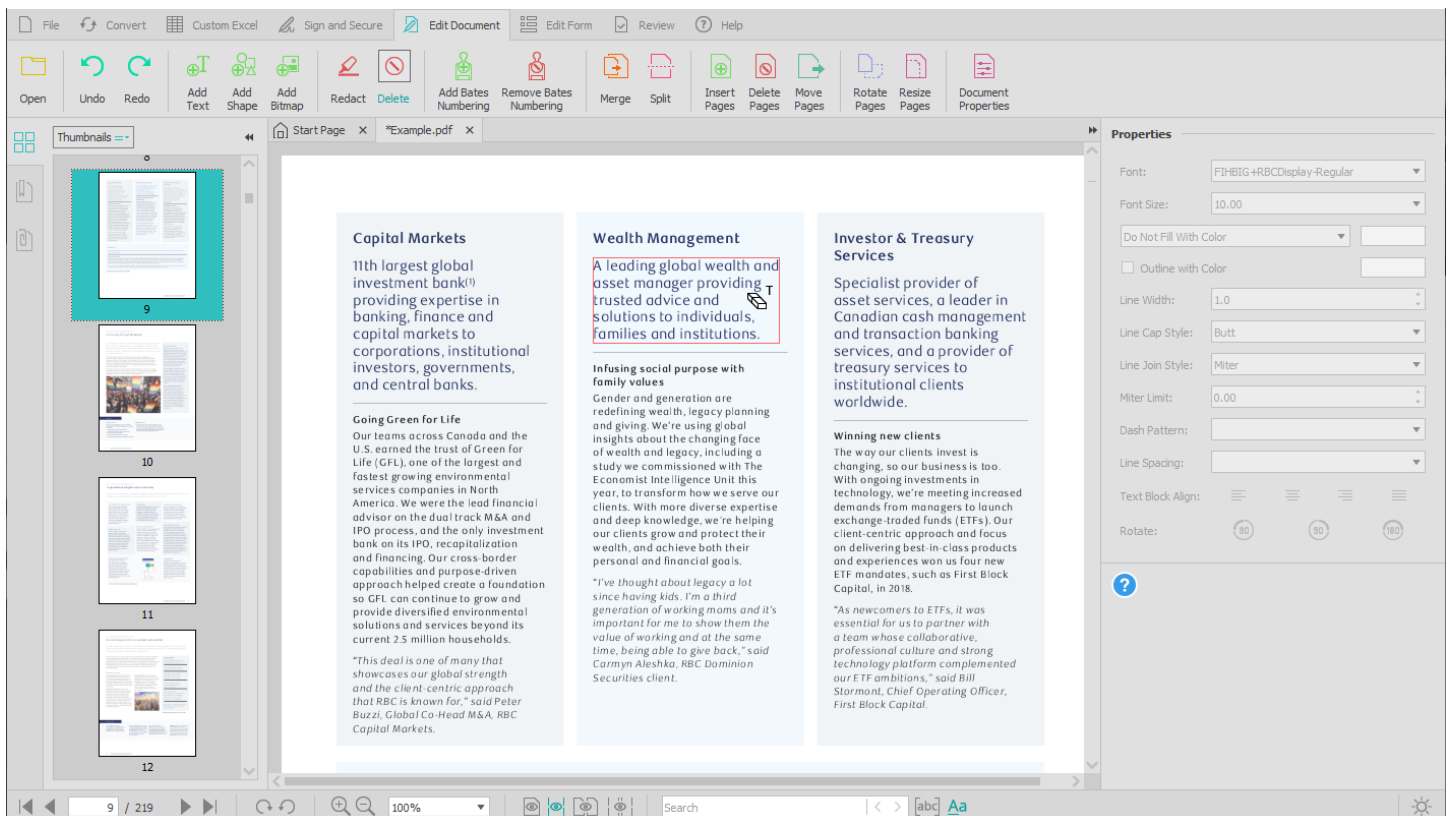 File
Convert
Custom Excel
Sign and Secure
Edit Document
Edit Form
Review
Help
Open
Undo
Redo
Add Text
Add Shape
Add Bitmap
Redact
Delete
Add Bates Numbering
Remove Bates Numbering
Merge
Split
Insert Pages
Delete Pages
Move Pages
Rotate Pages
Resize Pages
Document Properties
Thumbnails
8
9
10
11
12
Start Page
*Example.pdf
Capital Markets
11th largest global
investment bank(1)
providing expertise in
banking, finance and
capital markets to
corporations, institutional
investors, governments,
and central banks.
Going Green for Life
Our teams across Canada and the
U.S. earned the trust of Green for
Life (GFL), one of the largest and
fastest growing environmental
services companies in North
America. We were the lead financial
advisor on the dual track M&A and
IPO process, and the only investment
bank on its IPO, recapitalization
and financing. Our cross-border
capabilities and purpose-driven
approach helped create a foundation
so GFL can continue to grow and
provide diversified environmental
solutions and services beyond its
current 2.5 million households.
"This deal is one of many that
showcases our global strength
and the client-centric approach
that RBC is known for," said Peter
Buzzi, Global Co-Head M&A, RBC
Capital Markets.
Wealth Management
A leading global wealth and
asset manager providing
trusted advice and
solutions to individuals,
families and institutions.
T
Infusing social purpose with
family values
Gender and generation are
redefining wealth, legacy planning
and giving. We're using global
insights about the changing face
of wealth and legacy, including a
study we commissioned with The
Economist Intelligence Unit this
year, to transform how we serve our
clients. With more diverse expertise
and deep knowledge, we're helping
our clients grow and protect their
wealth, and achieve both their
personal and financial goals.
"I've thought about legacy a lot
since having kids. I'm a third
generation of working moms and it's
important for me to show them the
value of working and at the same
time, being able to give back," said
Carmyn Aleshka, RBC Dominion
Securities client.
Investor & Treasury
Services
Specialist provider of
asset services, a leader in
Canadian cash management
and transaction banking
services, and a provider of
treasury services to
institutional clients
worldwide.
Winning new clients
The way our clients invest is
changing, so our business is too.
With ongoing investments in
technology, we're meeting increased
demands from managers to launch
exchange-traded funds (ETFs). Our
client-centric approach and focus
on delivering best-in-class products
and experiences won us four new
ETF mandates, such as First Block
Capital, in 2018.
"As newcomers to ETFs, it was
essential for us to partner with
a team whose collaborative,
professional culture and strong
technology platform complemented
our ETF ambitions," said Bill
Stormont, Chief Operating Officer,
First Block Capital.
Properties
Font: FIHBIG+RBCDisplay-Regular
Font Size: 10.00
Do Not Fill With Color
Outline with Color
Line Width: 1.0
Line Cap Style: Butt
Line Join Style: Miter
Miter Limit: 0.00
Dash Pattern:
Line Spacing:
Text Block Align:
Rotate: 90 90 180
?
9 / 219
100%
Search
[abc]
Aa